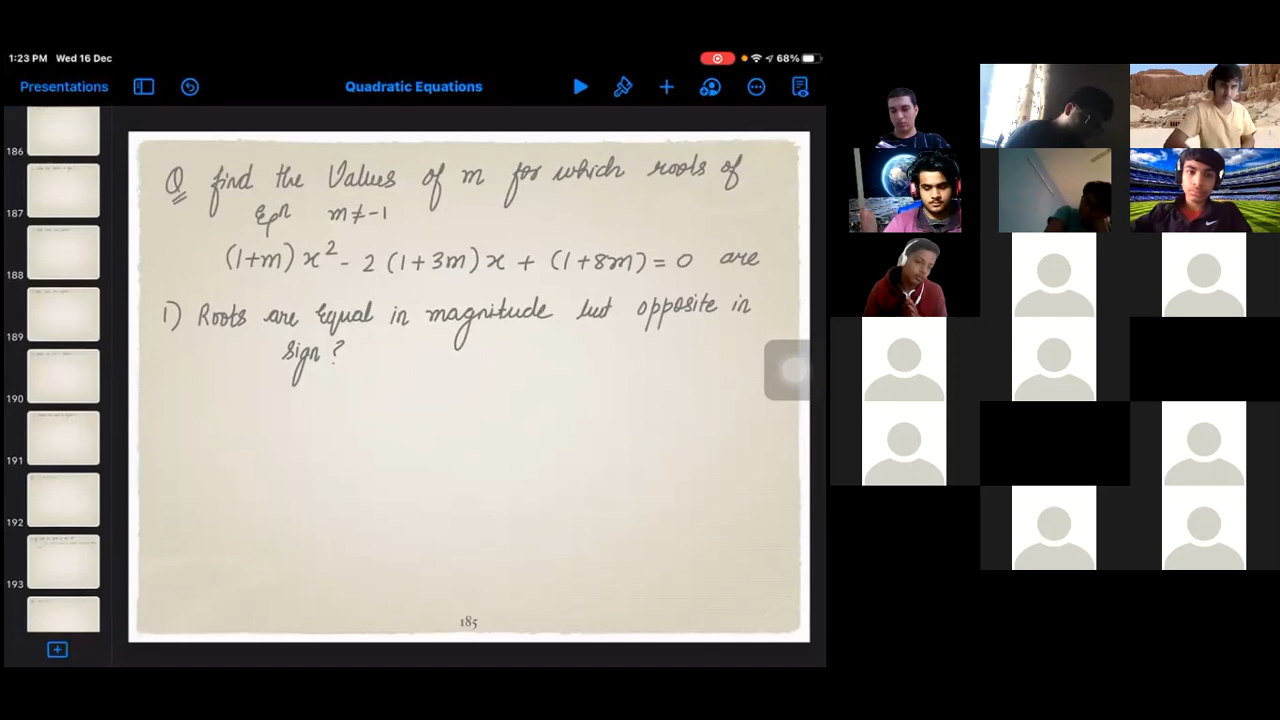 1:23 PM Wed 16 Dec
68%
Presentations
Quadratic Equations
186
187
188
189
190
191
192
193
Q find the Values of m for which roots of
Eqn m ≠ -1
(1+m) x² - 2 (1+3m) x + (1+8m) = 0 are
1) Roots are Equal in magnitude but opposite in
sign?
185